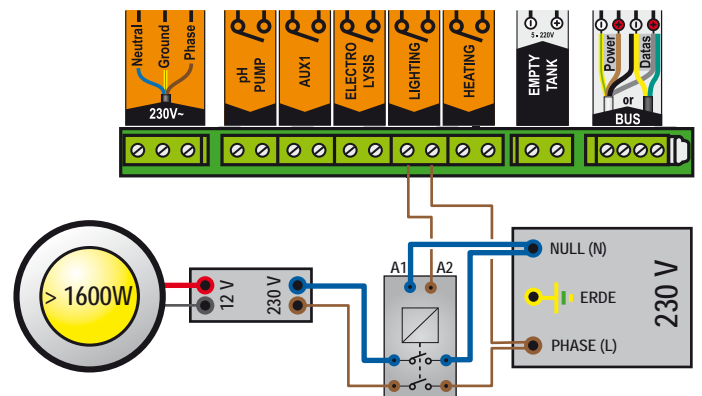 Neutral
Ground
Phase
230V~
pH
PUMP
AUX1
ELECTRO
LYSIS
LIGHTING
HEATING
5 - 220V
EMPTY
TANK
Power
Datas
or
BUS
> 1600W
12 V
230 V
A1
A2
NULL (N)
ERDE
PHASE (L)
230 V